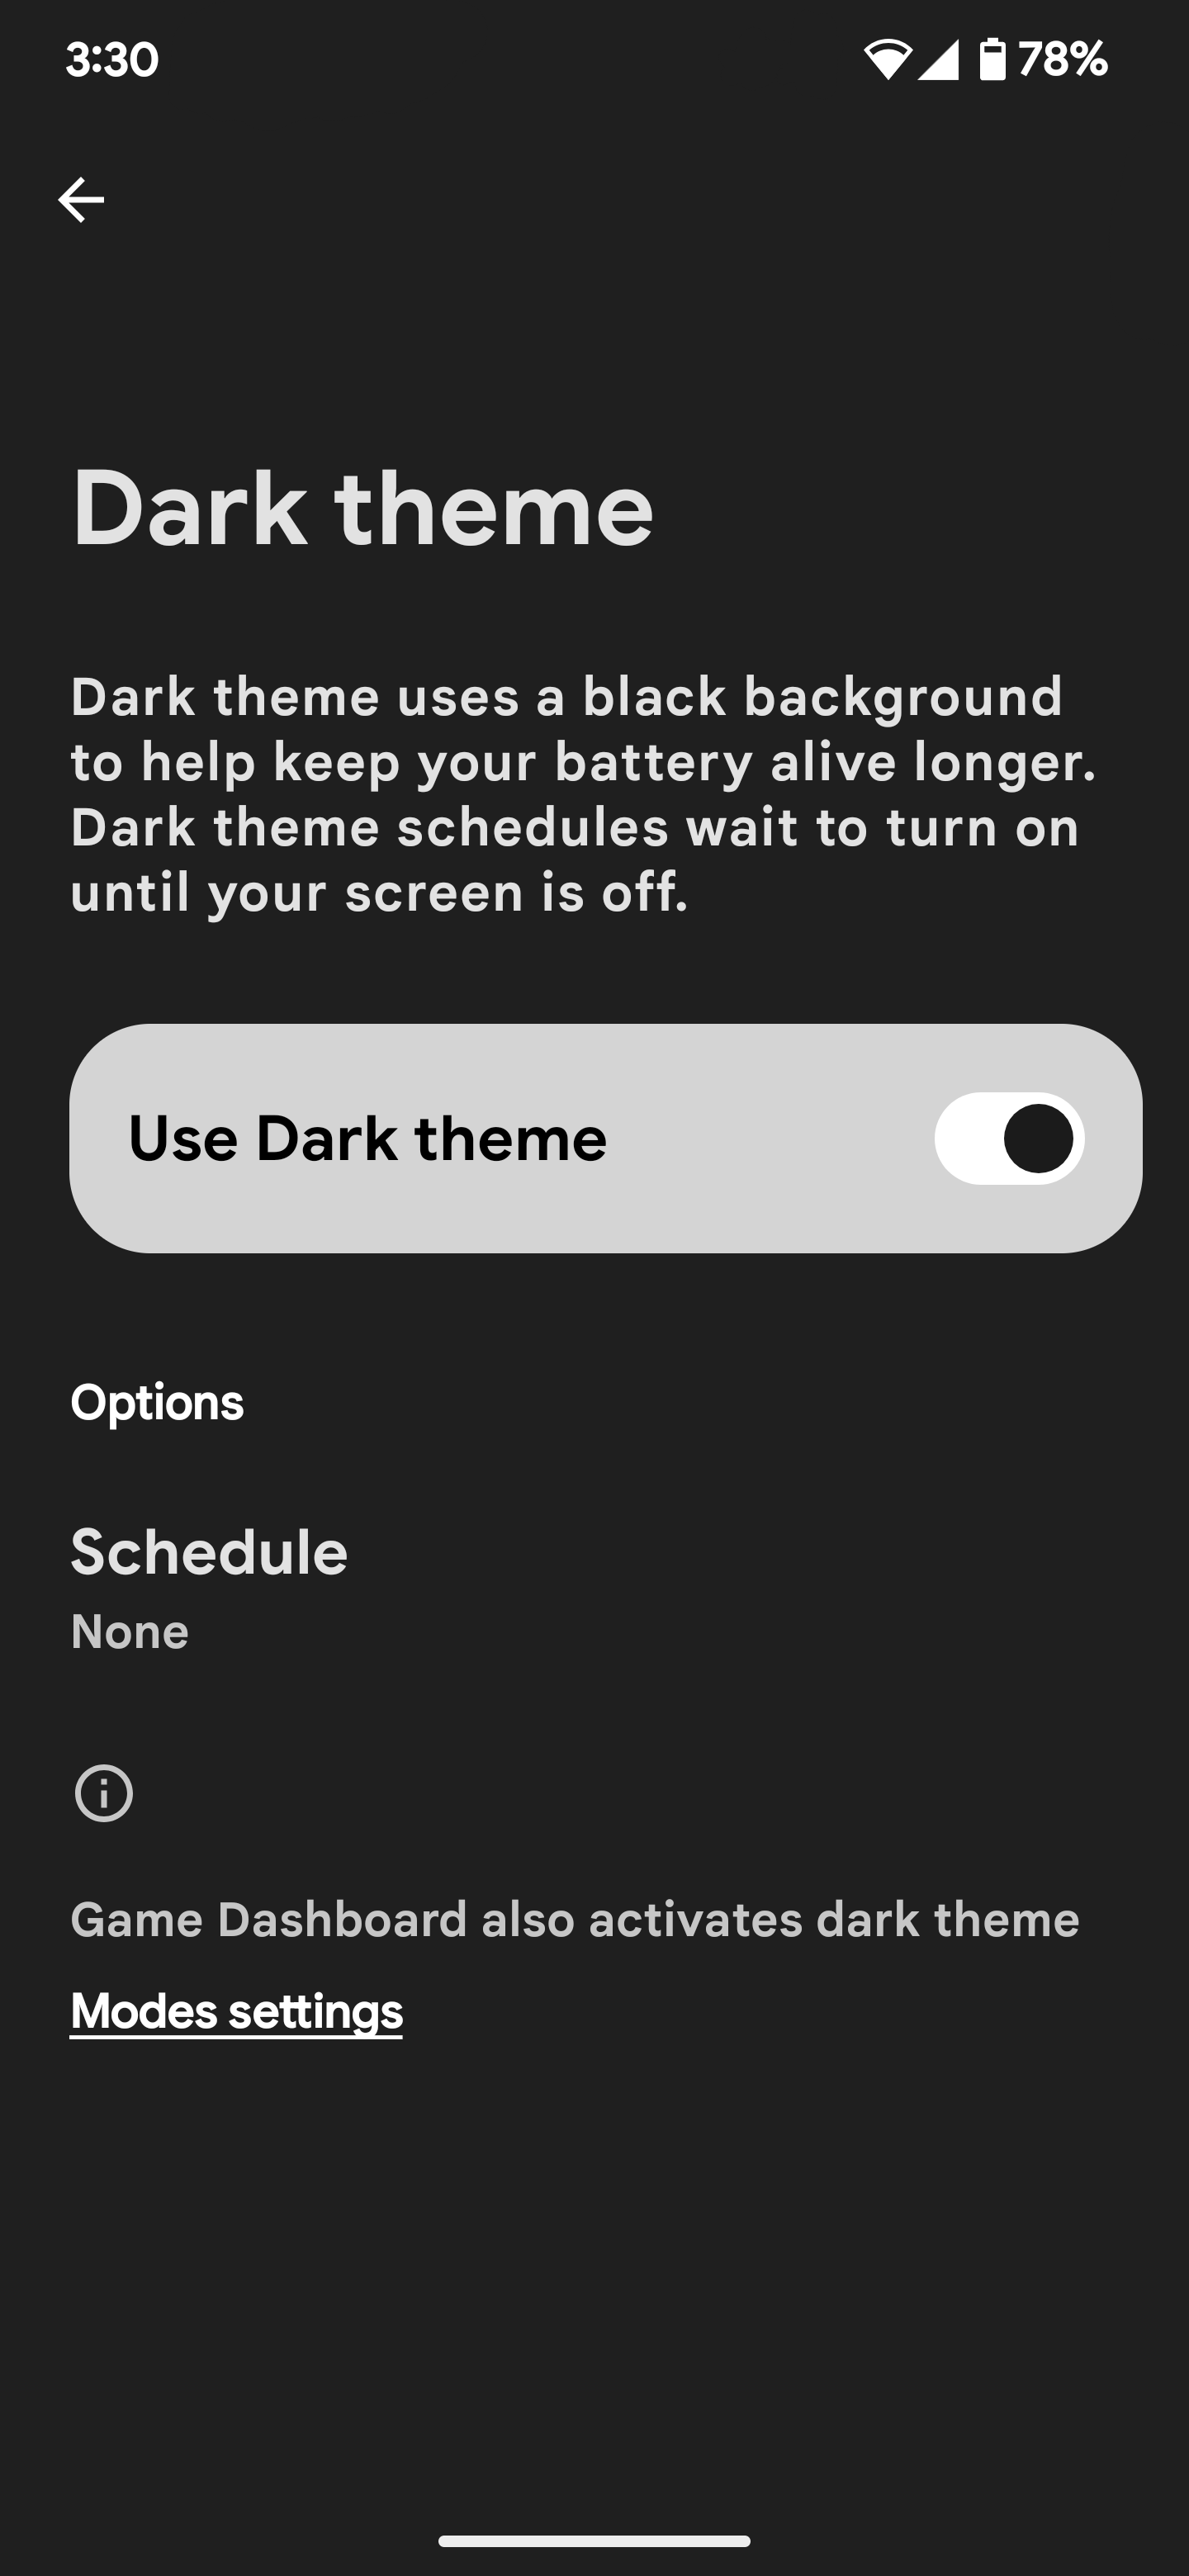 3:30
78%
Dark theme
Dark theme uses a black background
to help keep your battery alive longer.
Dark theme schedules wait to turn on
until your screen is off.
Use Dark theme
Options
Schedule
None
Game Dashboard also activates dark theme
Modes settings